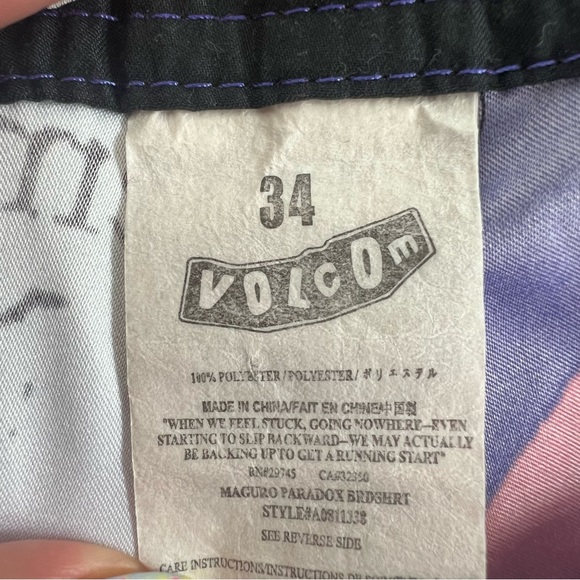 34
VOLCOM
100% POLYESTER/POLYESTER/ポリエステル
MADE IN CHINA/FAIT EN CHINE/中国製
"WHEN WE FEEL STUCK, GOING NOWHERE—EVEN
STARTING TO SLIP BACKWARD—WE MAY ACTUALLY
BE BACKING UP TO GET A RUNNING START"
RN#29745 CA#32950
MAGURO PARADOX BRDSHRT
STYLE#A0811338
SEE REVERSE SIDE
CARE INSTRUCTIONS/INSTRUCTIONS